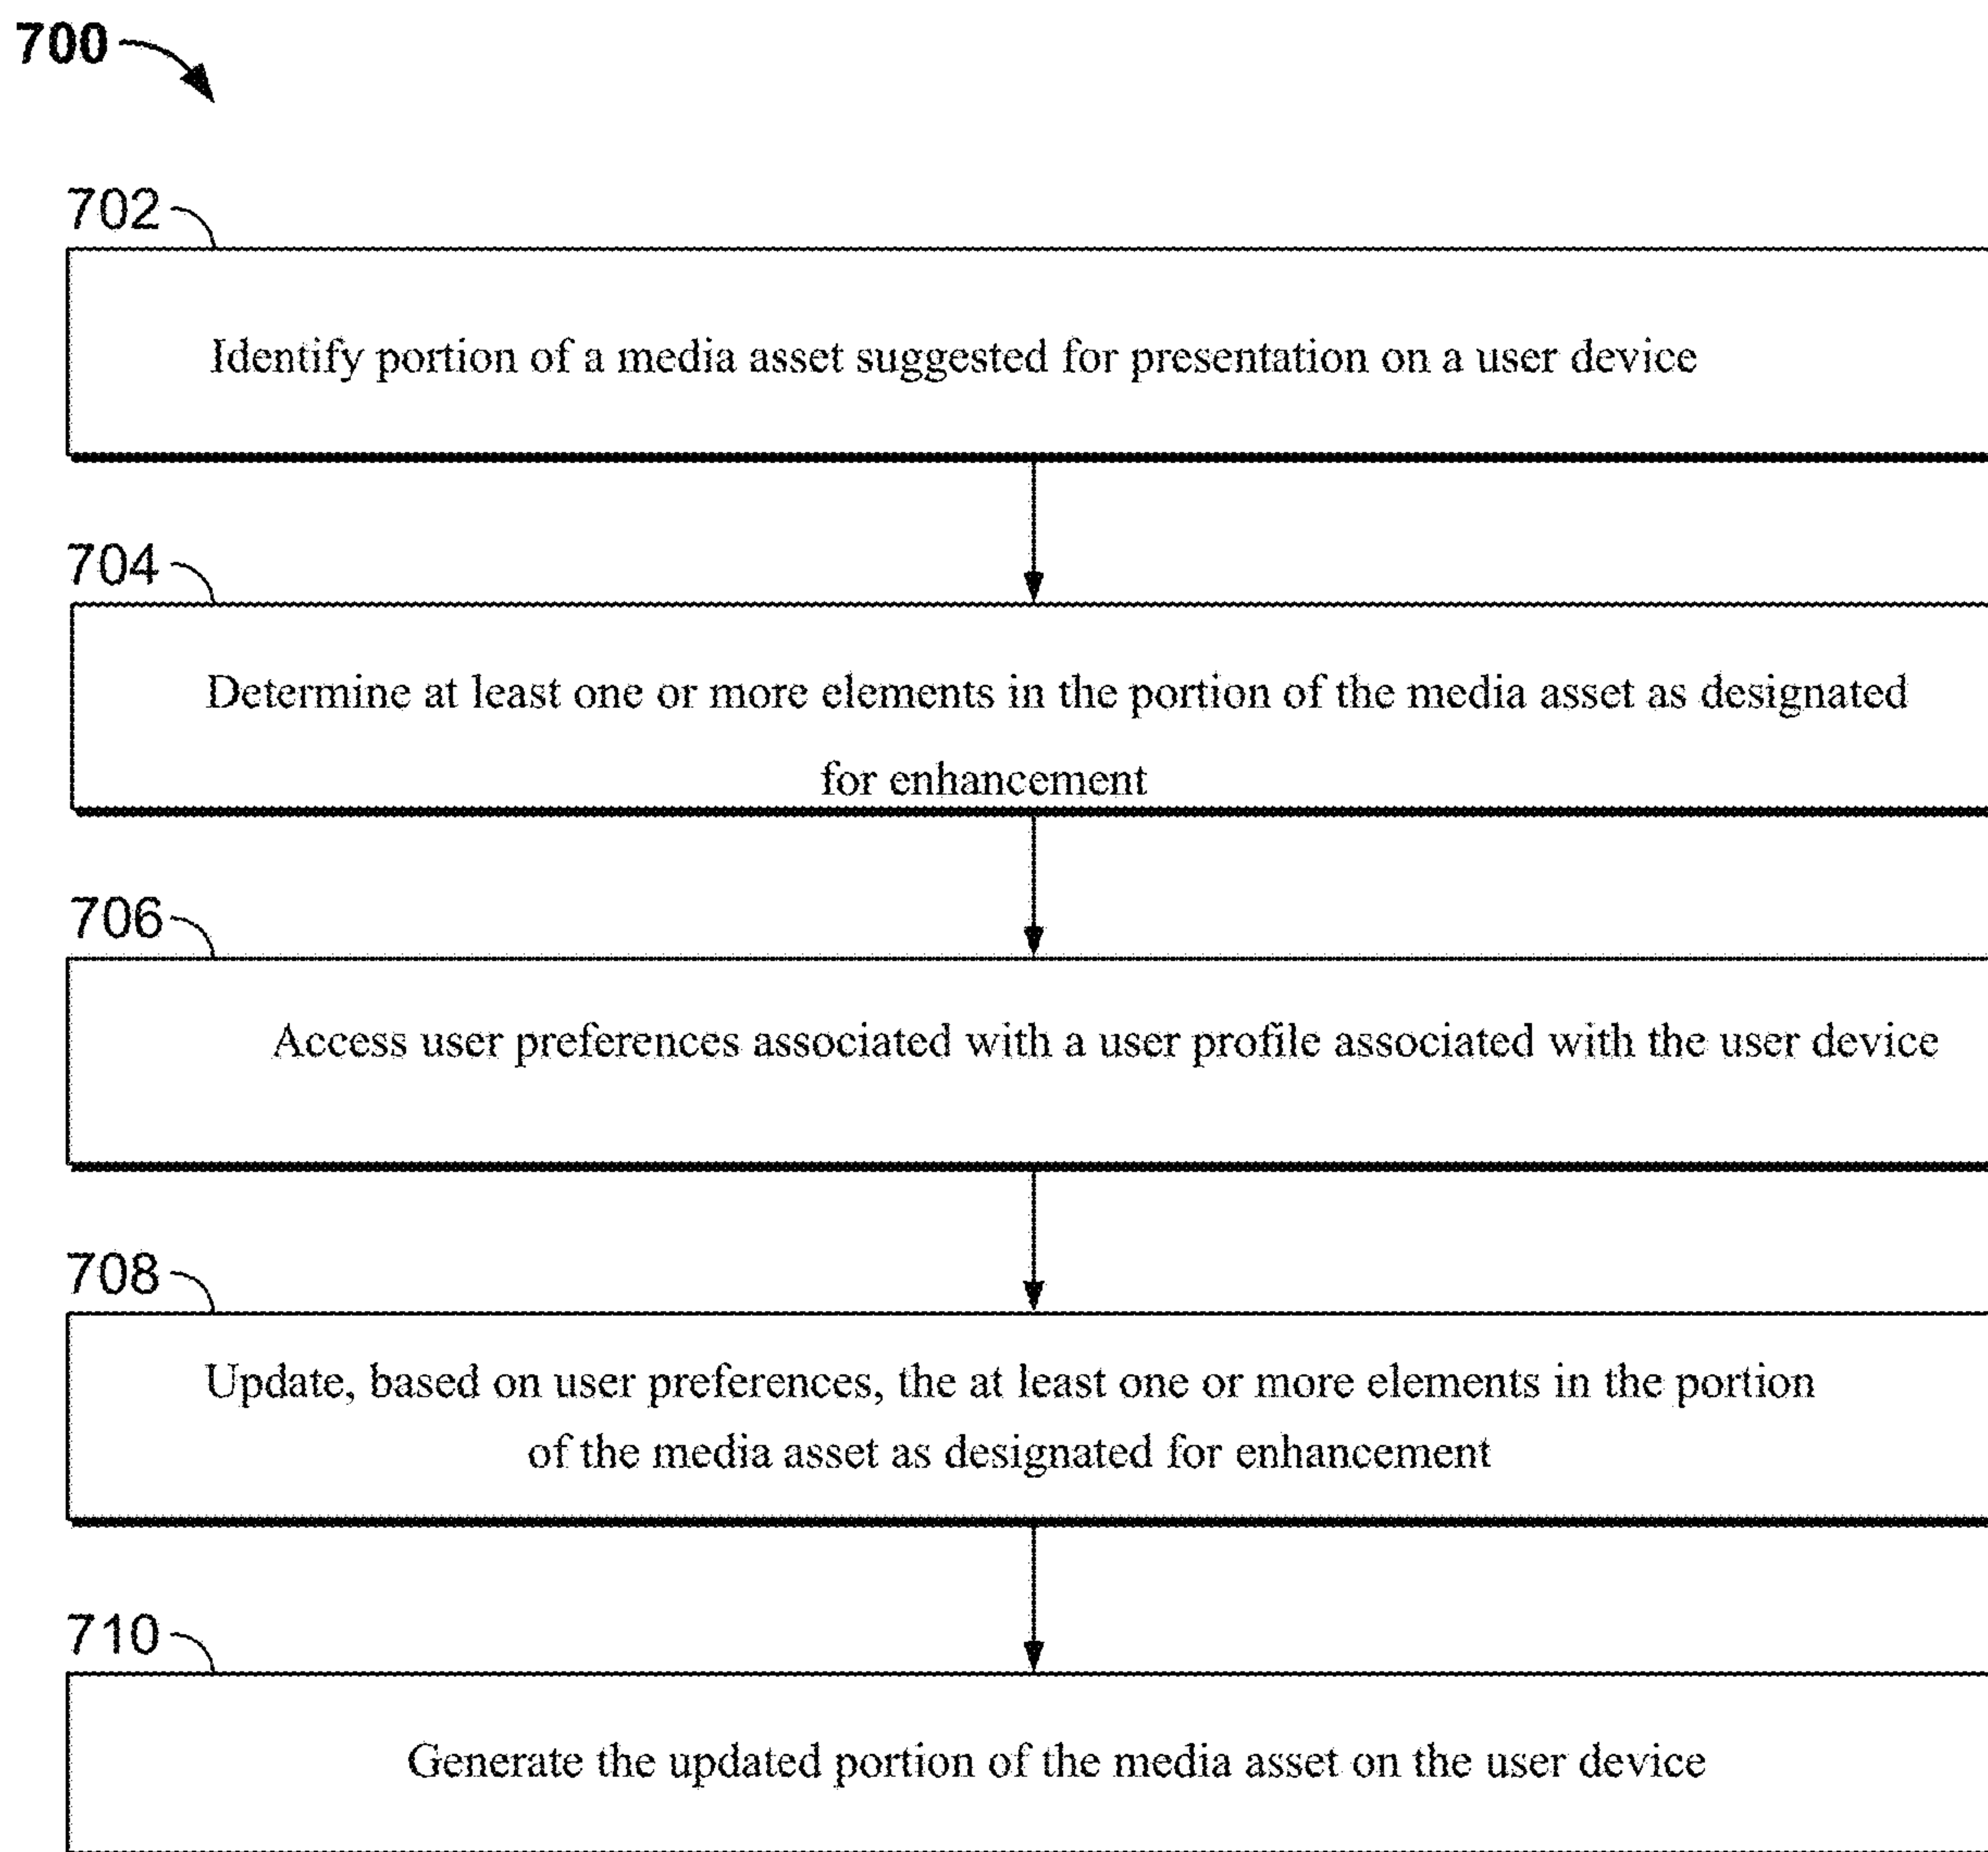 700
702
Identify portion of a media asset suggested for presentation on a user device
704
Determine at least one or more elements in the portion of the media asset as designated
for enhancement
706
Access user preferences associated with a user profile associated with the user device
708
Update, based on user preferences, the at least one or more elements in the portion
of the media asset as designated for enhancement
710
Generate the updated portion of the media asset on the user device